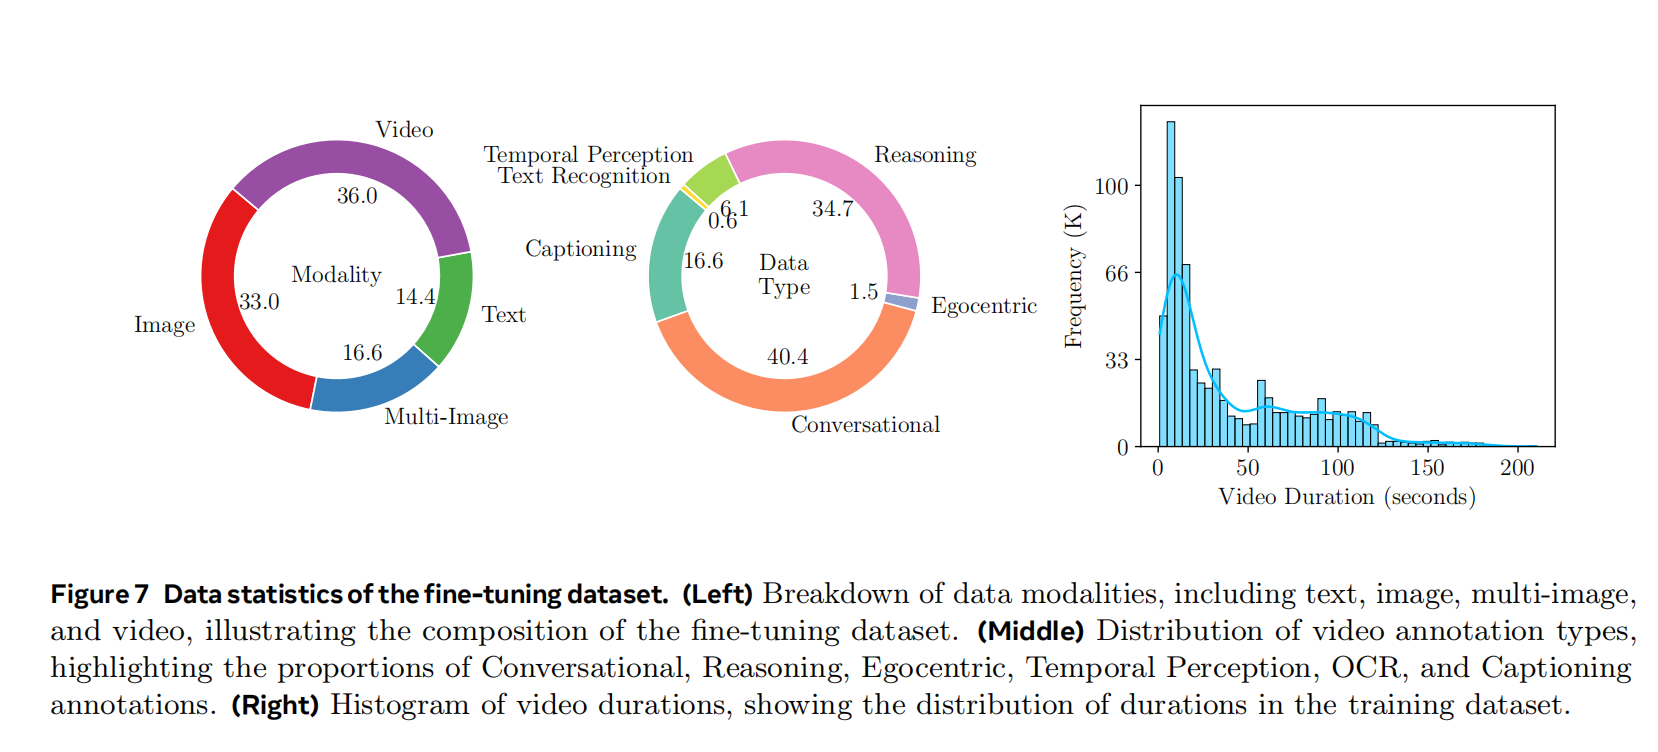 Video
36.0
Modality
33.0
14.4
Image
Text
16.6
Multi-Image
Temporal Perception
Text Recognition
Reasoning
6.1
0.6
34.7
Captioning
16.6
Data
Type
1.5
Egocentric
40.4
Conversational
Frequency (K)
100
66
33
0
0 50 100 150 200
Video Duration (seconds)
Figure 7 Data statistics of the fine-tuning dataset. (Left) Breakdown of data modalities, including text, image, multi-image,
and video, illustrating the composition of the fine-tuning dataset. (Middle) Distribution of video annotation types,
highlighting the proportions of Conversational, Reasoning, Egocentric, Temporal Perception, OCR, and Captioning
annotations. (Right) Histogram of video durations, showing the distribution of durations in the training dataset.